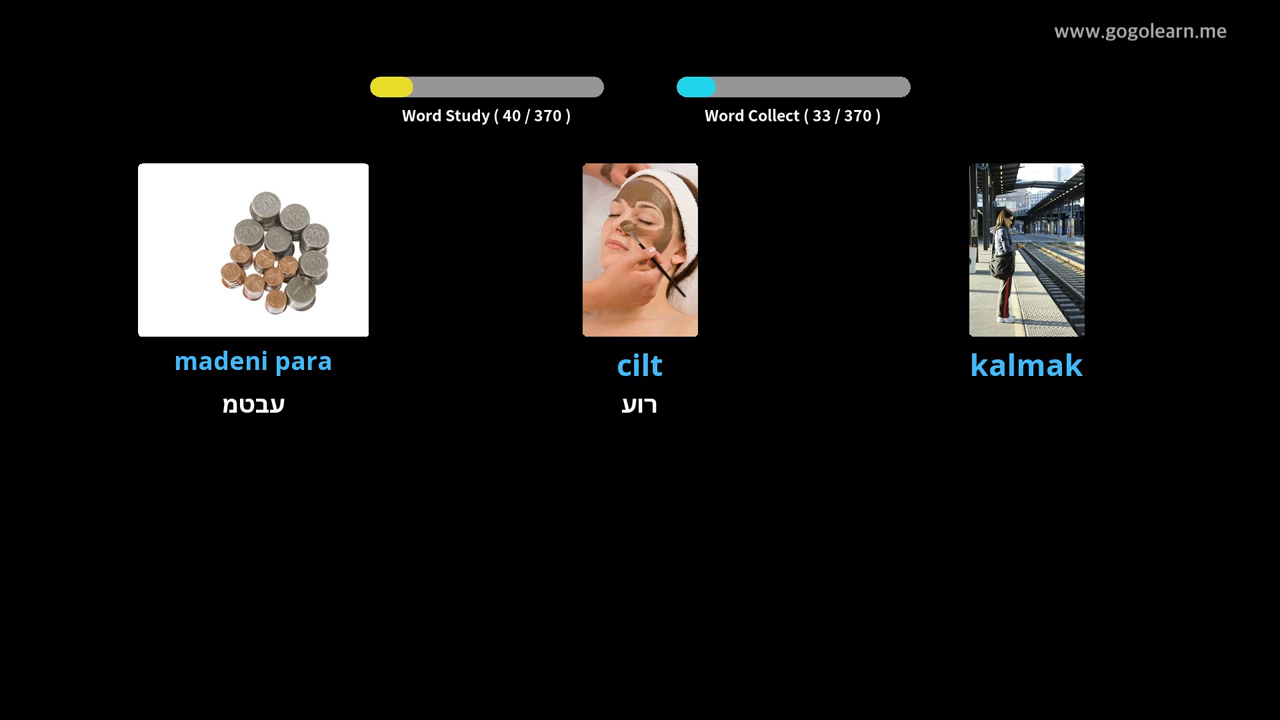 www.gogolearn.me
Word Study ( 40 / 370 )
Word Collect ( 33 / 370 )
madeni para
עבטמ
cilt
רוע
kalmak